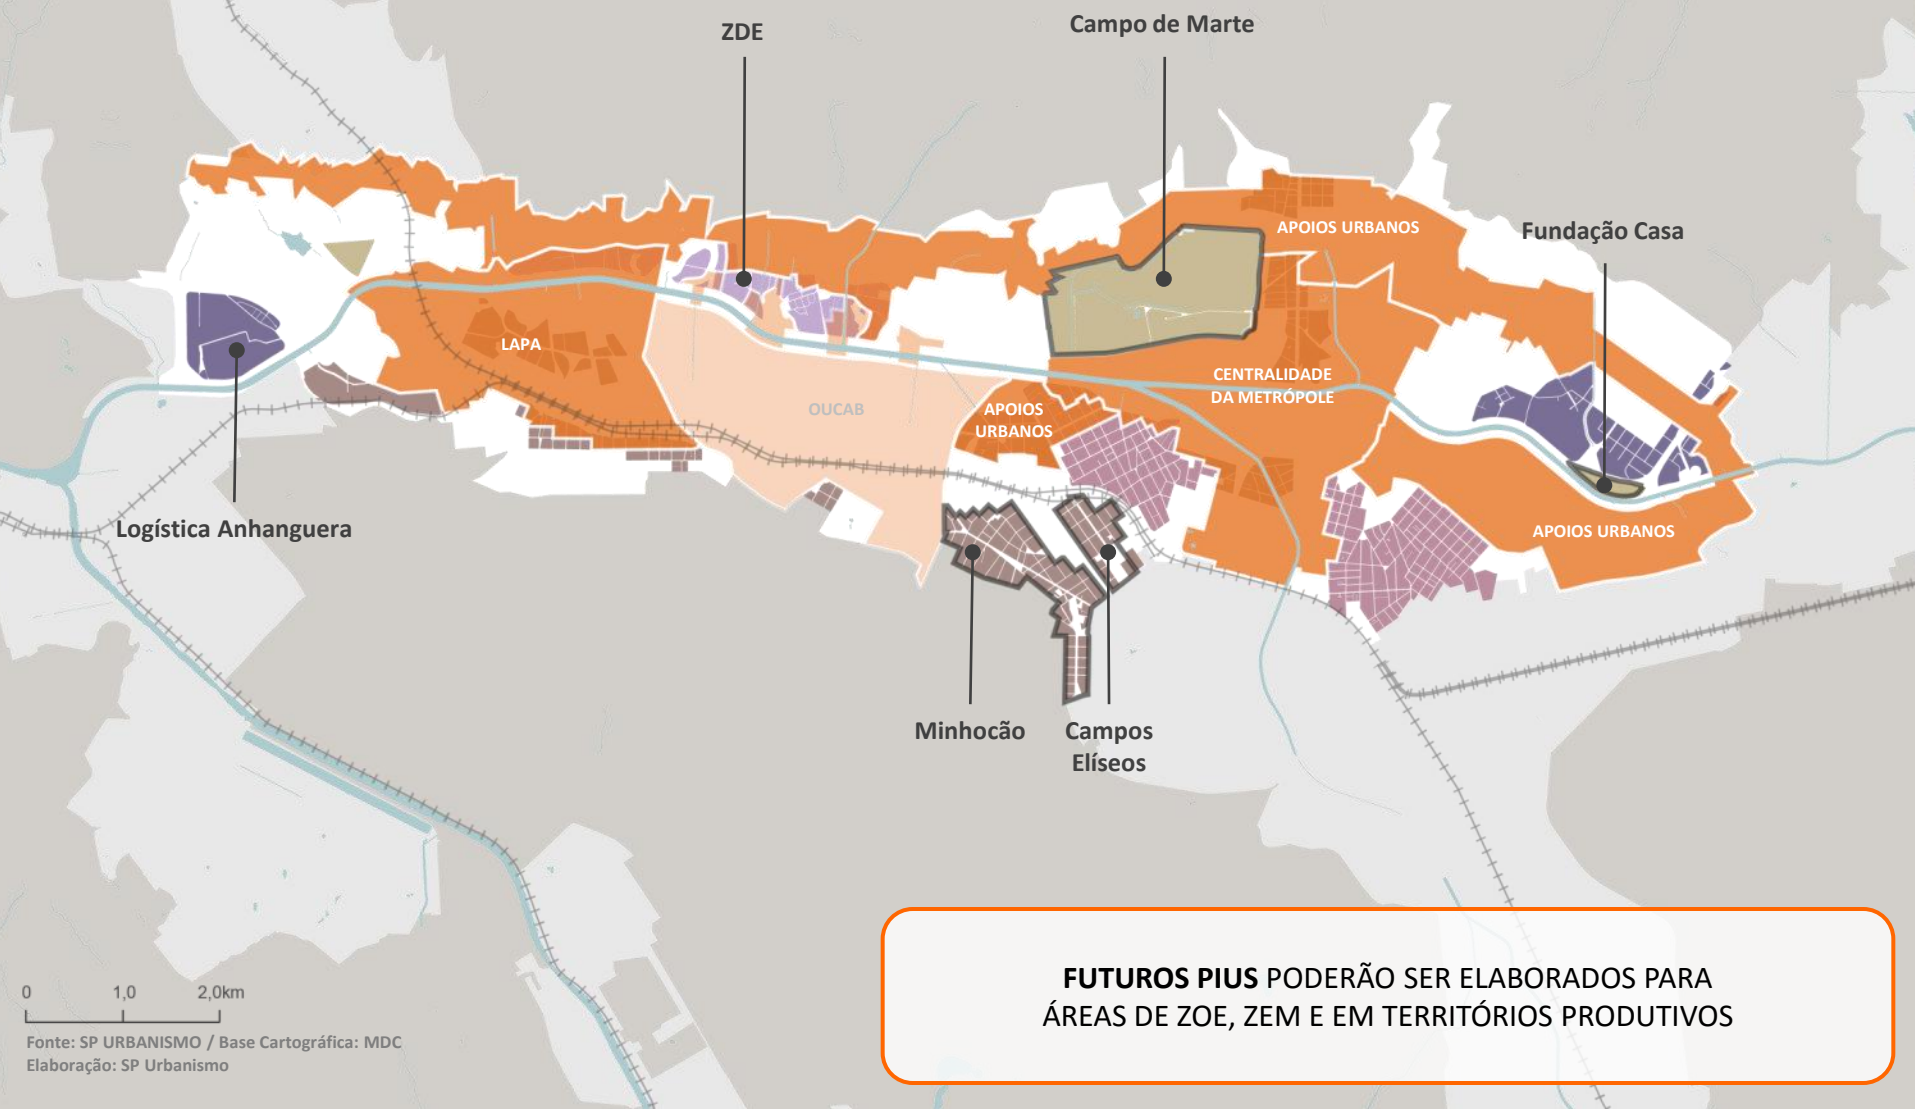 ZDE
Campo de Marte
APOIOS URBANOS
Fundação Casa
LAPA
CENTRALIDADE
DA METRÓPOLE
OUCAB
APOIOS
URBANOS
Logística Anhanguera
APOIOS URBANOS
Minhocão
Campos
Elíseos
FUTUROS PIUS PODERÃO SER ELABORADOS PARA
ÁREAS DE ZOE, ZEM E EM TERRITÓRIOS PRODUTIVOS
0 1,0 2,0km
Fonte: SP URBANISMO / Base Cartográfica: MDC
Elaboração: SP Urbanismo